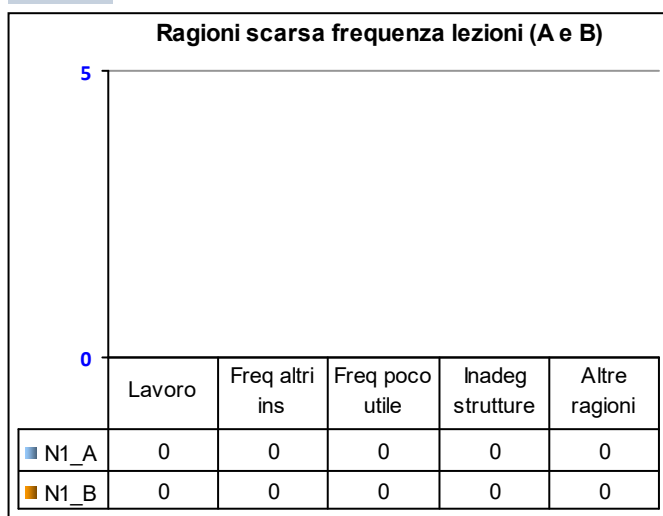 Ragioni scarsa frequenza lezioni (A e B)
5
0
Lavoro Freq altri ins Freq poco utile Inadeg strutture Altre ragioni
N1_A 0 0 0 0 0
N1_B 0 0 0 0 0